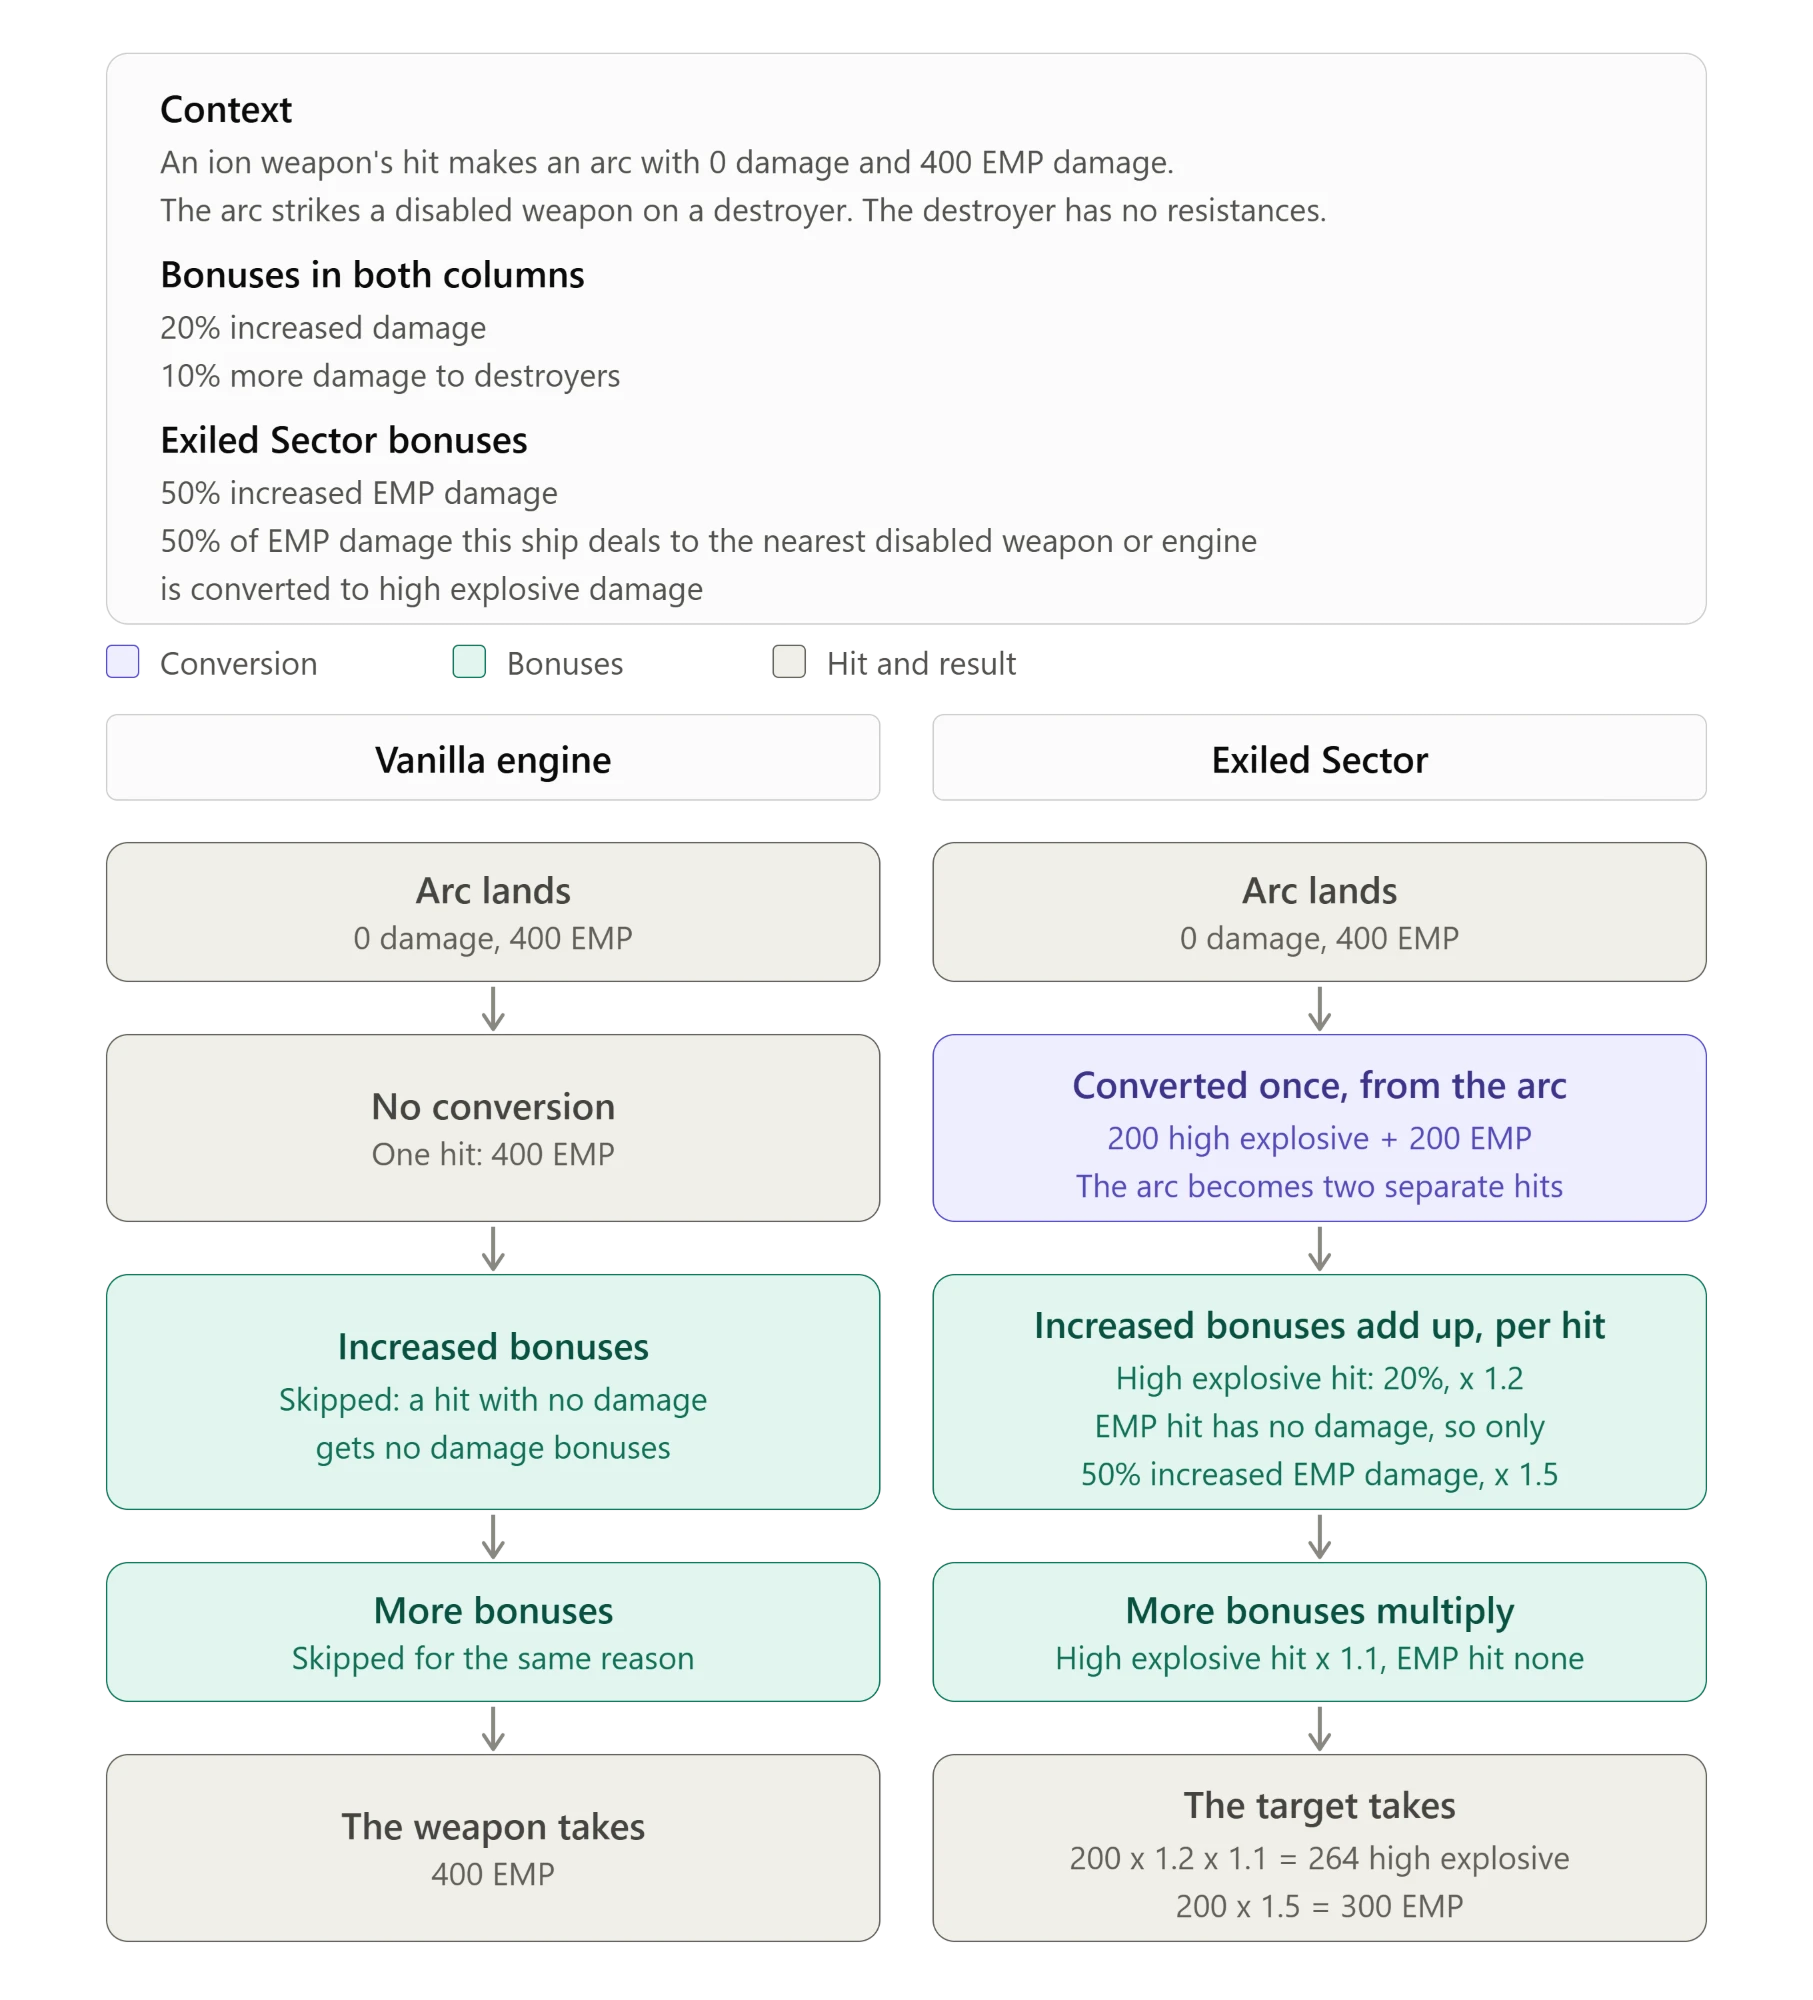 Context
An ion weapon's hit makes an arc with 0 damage and 400 EMP damage.
The arc strikes a disabled weapon on a destroyer. The destroyer has no resistances.
Bonuses in both columns
20% increased damage
10% more damage to destroyers
Exiled Sector bonuses
50% increased EMP damage
50% of EMP damage this ship deals to the nearest disabled weapon or engine
is converted to high explosive damage
Conversion
Bonuses
Hit and result
Vanilla engine
Arc lands
0 damage, 400 EMP
No conversion
One hit: 400 EMP
Increased bonuses
Skipped: a hit with no damage
gets no damage bonuses
More bonuses
Skipped for the same reason
The weapon takes
400 EMP
Exiled Sector
Arc lands
0 damage, 400 EMP
Converted once, from the arc
200 high explosive + 200 EMP
The arc becomes two separate hits
Increased bonuses add up, per hit
High explosive hit: 20%, x 1.2
EMP hit has no damage, so only
50% increased EMP damage, x 1.5
More bonuses multiply
High explosive hit x 1.1, EMP hit none
The target takes
200 x 1.2 x 1.1 = 264 high explosive
200 x 1.5 = 300 EMP